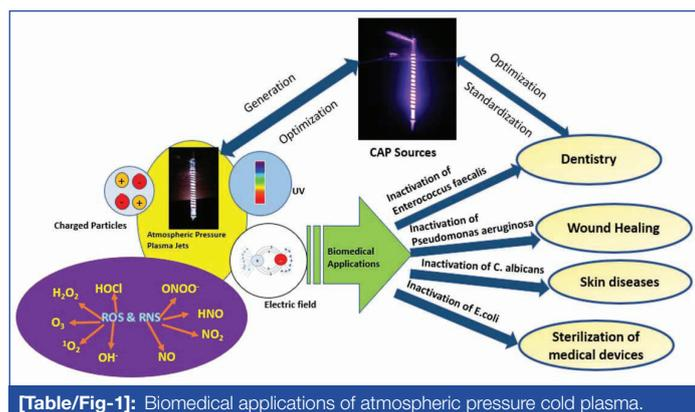 Generation
Optimization
CAP Sources
Optimization
Standardization
Dentistry
Charged Particles
Atmospheric Pressure
Plasma Jets
UV
Electric field
ROS & RNS
H₂O₂
HOCl
ONOO⁻
O₃
HNO
¹O₂
NO₂
OH⁻
NO
Biomedical
Applications
Inactivation of
Enterococcus faecalis
Inactivation of
Pseudomonas aeruginosa
Wound Healing
Inactivation of C. albicans
Skin diseases
Inactivation of E.coli
Sterilization of
medical devices
[Table/Fig-1]: Biomedical applications of atmospheric pressure cold plasma.